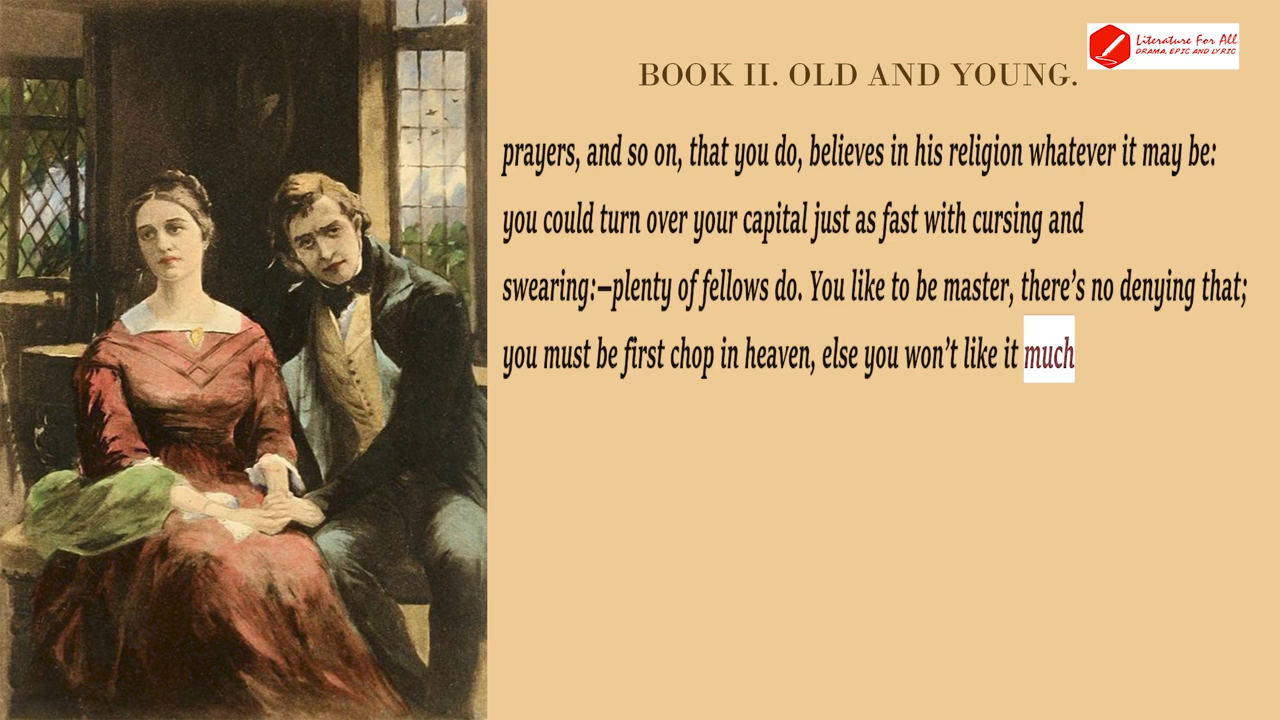 Literature For All
DRAMA, EPIC AND LYRIC
BOOK II. OLD AND YOUNG.
prayers, and so on, that you do, believes in his religion whatever it may be:
you could turn over your capital just as fast with cursing and
swearing:—plenty of fellows do. You like to be master, there’s no denying that;
you must be first chop in heaven, else you won’t like it much